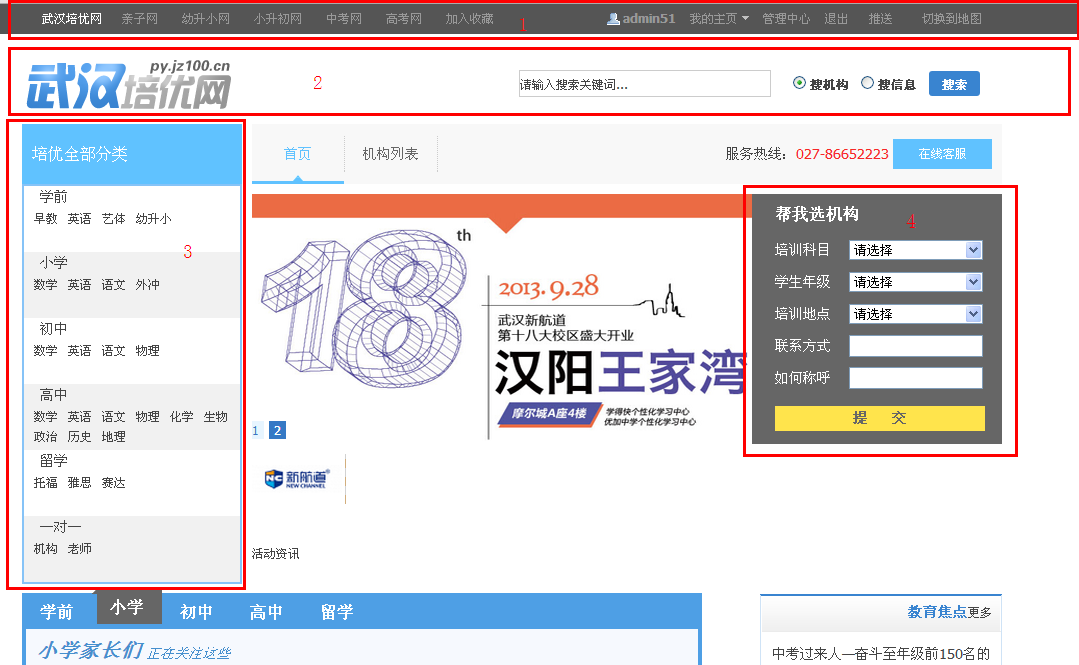 武汉培优网 亲子网 幼升小网 小升初网 中考网 高考网 加入收藏 1 admin51 我的主页 管理中心 退出 推送 切换到地图
py.jz100.cn
武汉培优网
2
请输入搜索关键词... 搜机构 搜信息 搜索
培优全部分类
首页 机构列表 服务热线：027-86652223 在线客服
学前
早教 英语 艺体 幼升小
3
小学
数学 英语 语文 外冲
初中
数学 英语 语文 物理
高中
数学 英语 语文 物理 化学 生物
政治 历史 地理
留学
托福 雅思 赛达
一对一
机构 老师
18th
2013.9.28
武汉新航道
第十八大校区盛大开业
汉阳王家湾
摩尔城A座4楼
学得快个性化学习中心
优加中学个性化学习中心
1 2
帮我选机构
4
培训科目 请选择
学生年级 请选择
培训地点 请选择
联系方式
如何称呼
提 交
NC 新航道
NEW CHANNEL
活动资讯
学前 小学 初中 高中 留学
小学家长们 正在关注这些
教育焦点更多
中考过来人—奋斗至年级前150名的